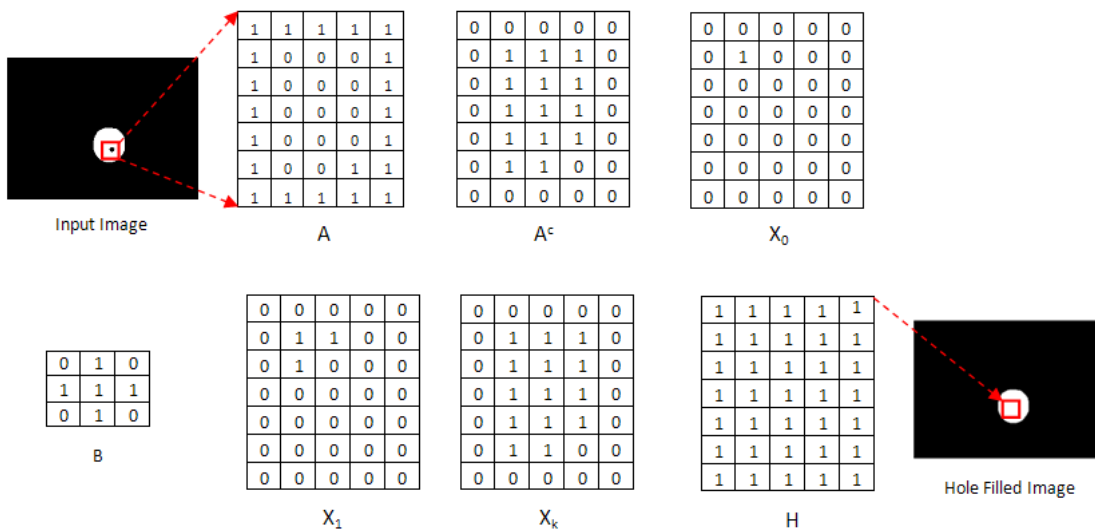 1 1 1 1 1
1 0 0 0 1
1 0 0 0 1
1 0 0 0 1
1 0 0 0 1
1 0 0 1 1
1 1 1 1 1
A
0 0 0 0 0
0 1 1 1 0
0 1 1 1 0
0 1 1 1 0
0 1 1 1 0
0 1 1 0 0
0 0 0 0 0
Aᶜ
0 0 0 0 0
0 1 0 0 0
0 0 0 0 0
0 0 0 0 0
0 0 0 0 0
0 0 0 0 0
0 0 0 0 0
X₀
Input Image
0 1 0
1 1 1
0 1 0
B
0 0 0 0 0
0 1 1 0 0
0 1 0 0 0
0 0 0 0 0
0 0 0 0 0
0 0 0 0 0
0 0 0 0 0
X₁
0 0 0 0 0
0 1 1 1 0
0 1 1 1 0
0 1 1 1 0
0 1 1 1 0
0 1 1 0 0
0 0 0 0 0
Xₖ
1 1 1 1 1
1 1 1 1 1
1 1 1 1 1
1 1 1 1 1
1 1 1 1 1
1 1 1 1 1
1 1 1 1 1
H
Hole Filled Image